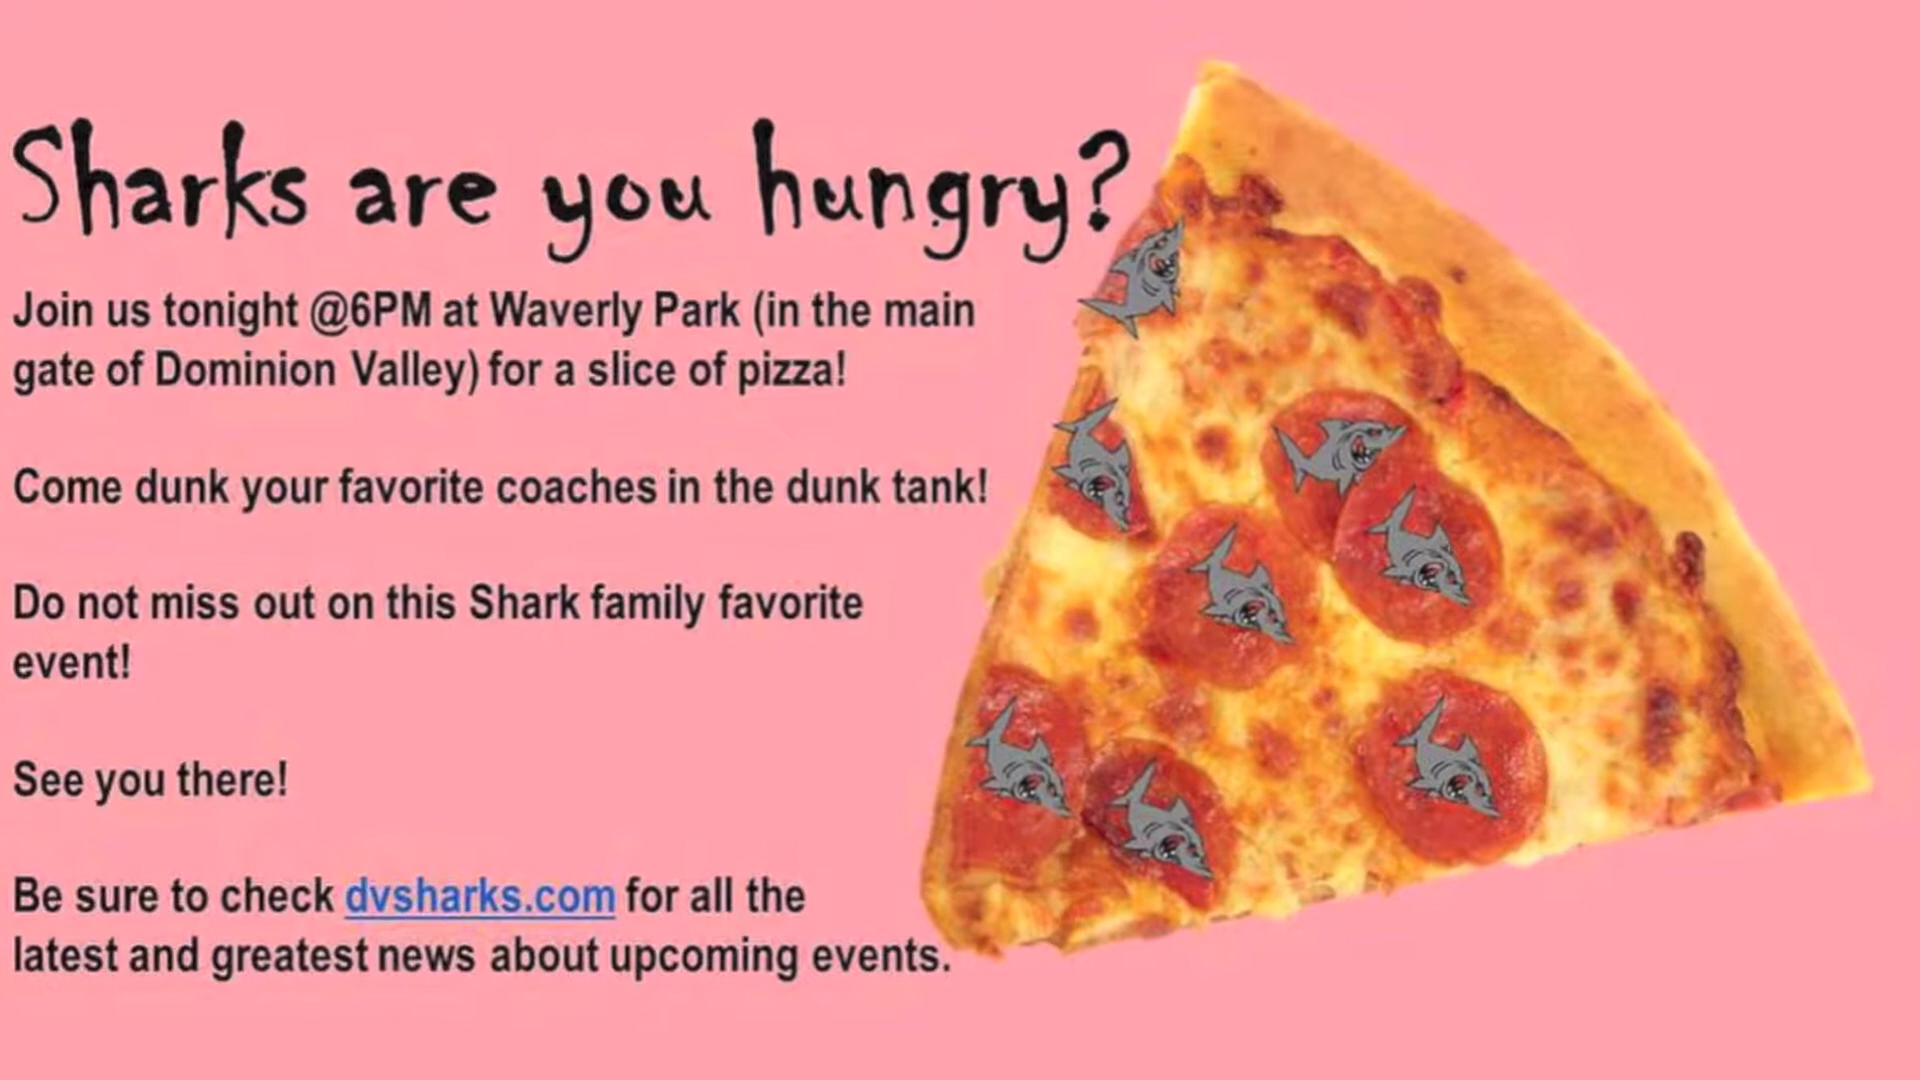 Sharks are you hungry?
Join us tonight @6PM at Waverly Park (in the main
gate of Dominion Valley) for a slice of pizza!
Come dunk your favorite coaches in the dunk tank!
Do not miss out on this Shark family favorite
event!
See you there!
Be sure to check dvsharks.com for all the
latest and greatest news about upcoming events.